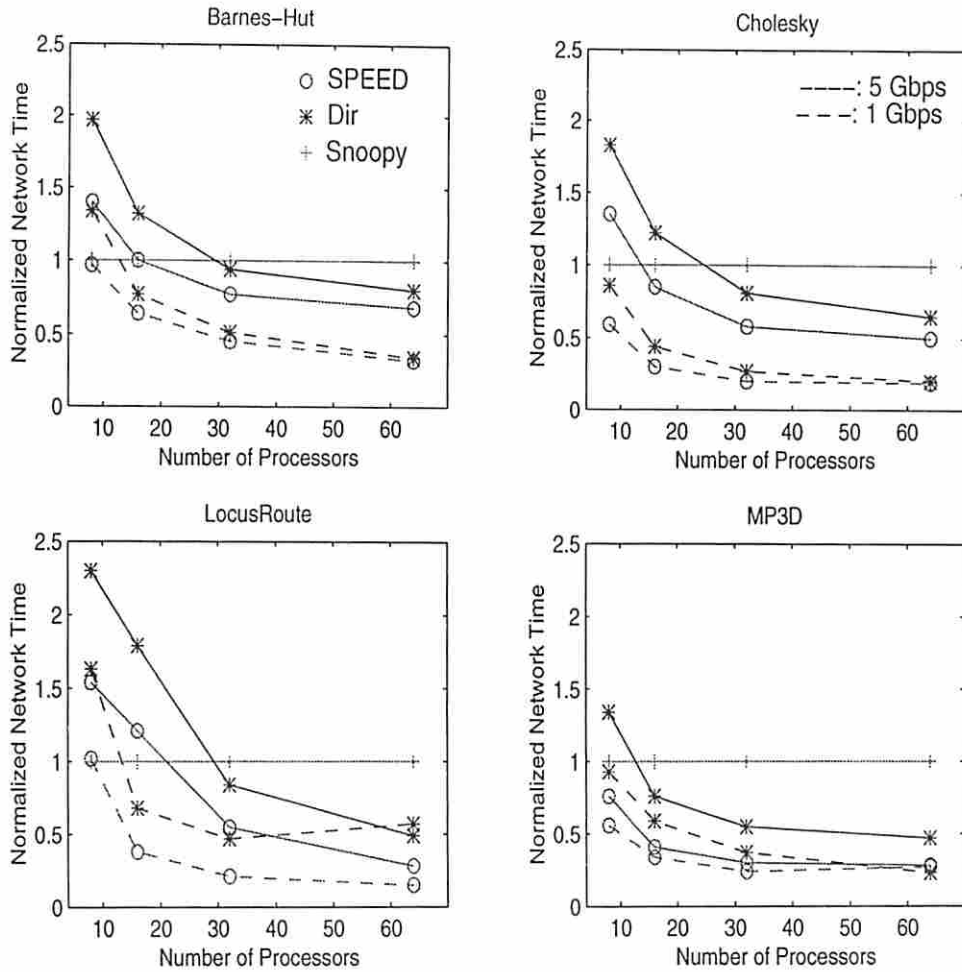 Barnes-Hut
2.5
2
1.5
1
0.5
0
10 20 30 40 50 60
Normalized Network Time
Number of Processors
SPEED
Dir
Snoopy
Cholesky
2.5
2
1.5
1
0.5
0
10 20 30 40 50 60
Normalized Network Time
Number of Processors
: 5 Gbps
: 1 Gbps
LocusRoute
2.5
2
1.5
1
0.5
0
10 20 30 40 50 60
Normalized Network Time
Number of Processors
MP3D
2.5
2
1.5
1
0.5
0
10 20 30 40 50 60
Normalized Network Time
Number of Processors